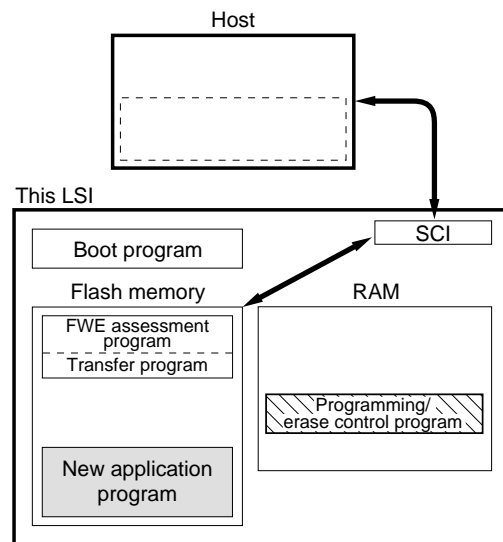 Host
This LSI
SCI
Boot program
Flash memory
RAM
FWE assessment
program
Transfer program
Programming/
erase control program
New application
program